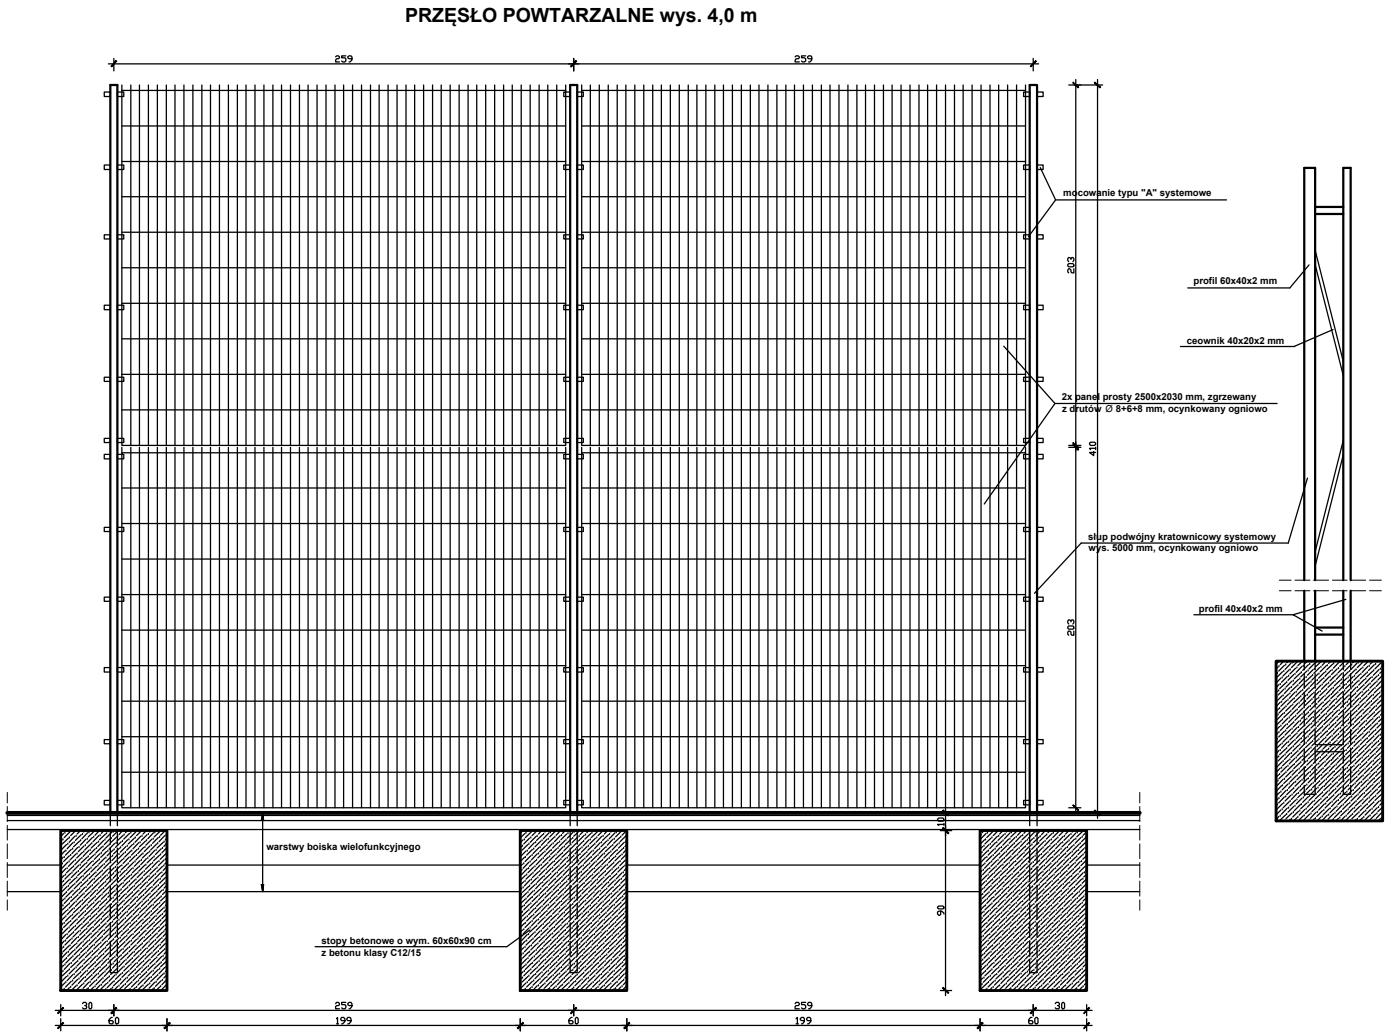 PRZĘSŁO POWTARZALNE wys. 4,0 m
259
259
mocowanie typu "A" systemowe
203
profil 60x40x2 mm
ceownik 40x20x2 mm
2x panel prosty 2500x2030 mm, zgrzewany
z drutów Ø 8+6+8 mm, ocynkowany ogniowo
410
słup podwójny kratownicowy systemowy
wys. 5000 mm, ocynkowany ogniowo
profil 40x40x2 mm
203
10
warstwy boiska wielofunkcyjnego
90
stopy betonowe o wym. 60x60x90 cm
z betonu klasy C12/15
30
259
259
30
60
199
60
199
60